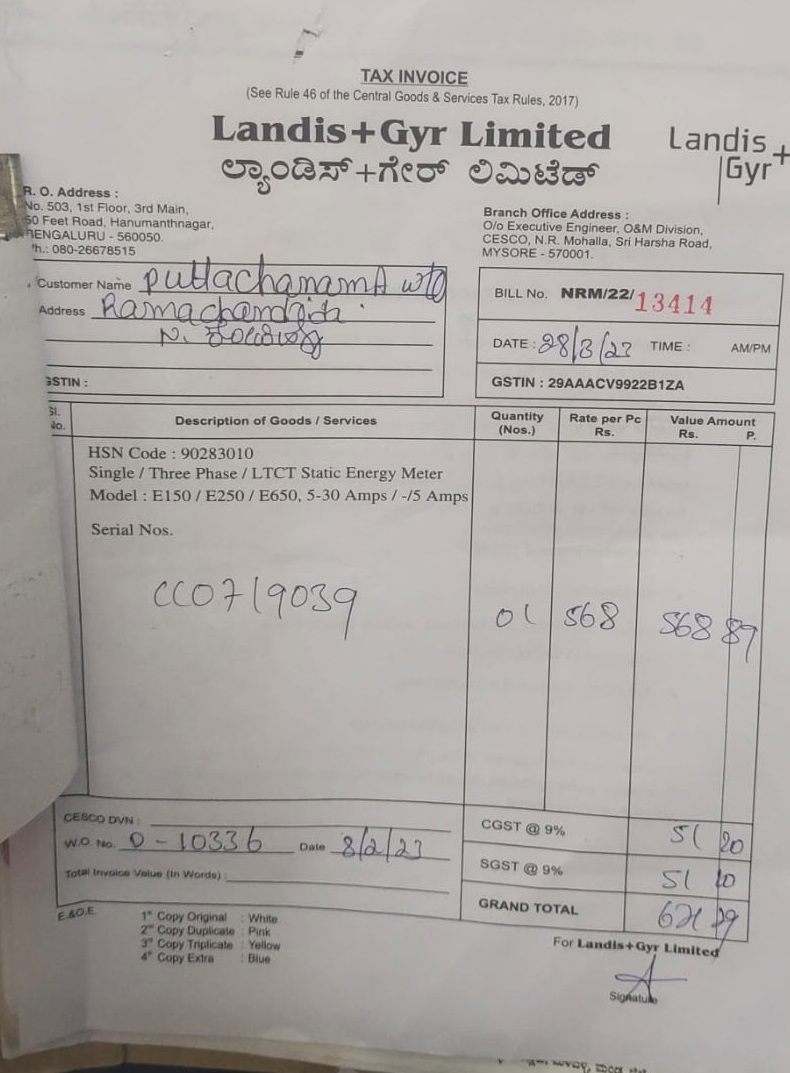 TAX INVOICE
(See Rule 46 of the Central Goods & Services Tax Rules, 2017)
Landis+Gyr Limited
ಲ್ಯಾಂಡಿಸ್+ಗೇರ್ ಲಿಮಿಟೆಡ್
Landis+
Gyr
R. O. Address :
No. 503, 1st Floor, 3rd Main,
50 Feet Road, Hanumanthnagar,
BENGALURU - 560050.
Ph.: 080-26678515
Branch Office Address :
O/o Executive Engineer, O&M Division,
CESCO, N.R. Mohalla, Sri Harsha Road,
MYSORE - 570001.
Customer Name
Address
GSTIN :
BILL No. NRM/22/13414
DATE : 28/3/23 TIME : AM/PM
GSTIN : 29AAACV9922B1ZA
Sl. No. Description of Goods / Services Quantity (Nos.) Rate per Pc Rs. Value Amount Rs. P.
HSN Code : 90283010
Single / Three Phase / LTCT Static Energy Meter
Model : E150 / E250 / E650, 5-30 Amps / -/5 Amps
Serial Nos.
CC0719039 01 568 568 89
CESCO DVN :
W.O. No. O-10336 Date 8/2/23
Total Invoice Value (In Words) :
CGST @ 9% 51 20
SGST @ 9% 51 20
GRAND TOTAL
E.&O.E.
1st Copy Original : White
2nd Copy Duplicate : Pink
3rd Copy Triplicate : Yellow
4th Copy Extra : Blue
For Landis+Gyr Limited
Signature